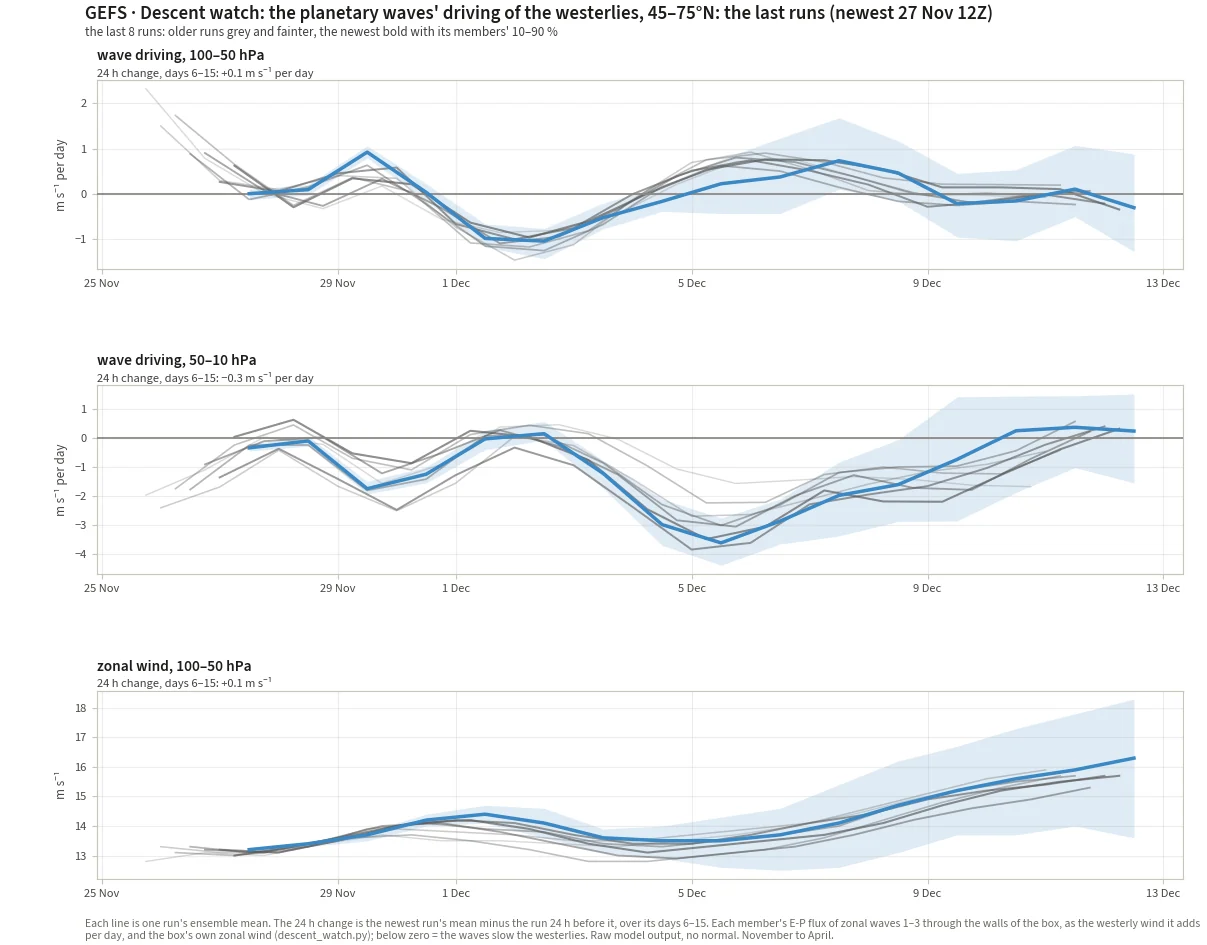 GEFS · Descent watch: the planetary waves' driving of the westerlies, 45–75°N: the last runs (newest 27 Nov 12Z)
the last 8 runs: older runs grey and fainter, the newest bold with its members' 10–90 %
wave driving, 100–50 hPa
24 h change, days 6–15: +0.1 m s⁻¹ per day
m s⁻¹ per day
2
1
0
−1
25 Nov
29 Nov
1 Dec
5 Dec
9 Dec
13 Dec
wave driving, 50–10 hPa
24 h change, days 6–15: −0.3 m s⁻¹ per day
m s⁻¹ per day
1
0
−1
−2
−3
−4
25 Nov
29 Nov
1 Dec
5 Dec
9 Dec
13 Dec
zonal wind, 100–50 hPa
24 h change, days 6–15: +0.1 m s⁻¹
m s⁻¹
18
17
16
15
14
13
25 Nov
29 Nov
1 Dec
5 Dec
9 Dec
13 Dec
Each line is one run's ensemble mean. The 24 h change is the newest run's mean minus the run 24 h before it, over its days 6–15. Each member's E-P flux of zonal waves 1–3 through the walls of the box, as the westerly wind it adds
per day, and the box's own zonal wind (descent_watch.py); below zero = the waves slow the westerlies. Raw model output, no normal. November to April.